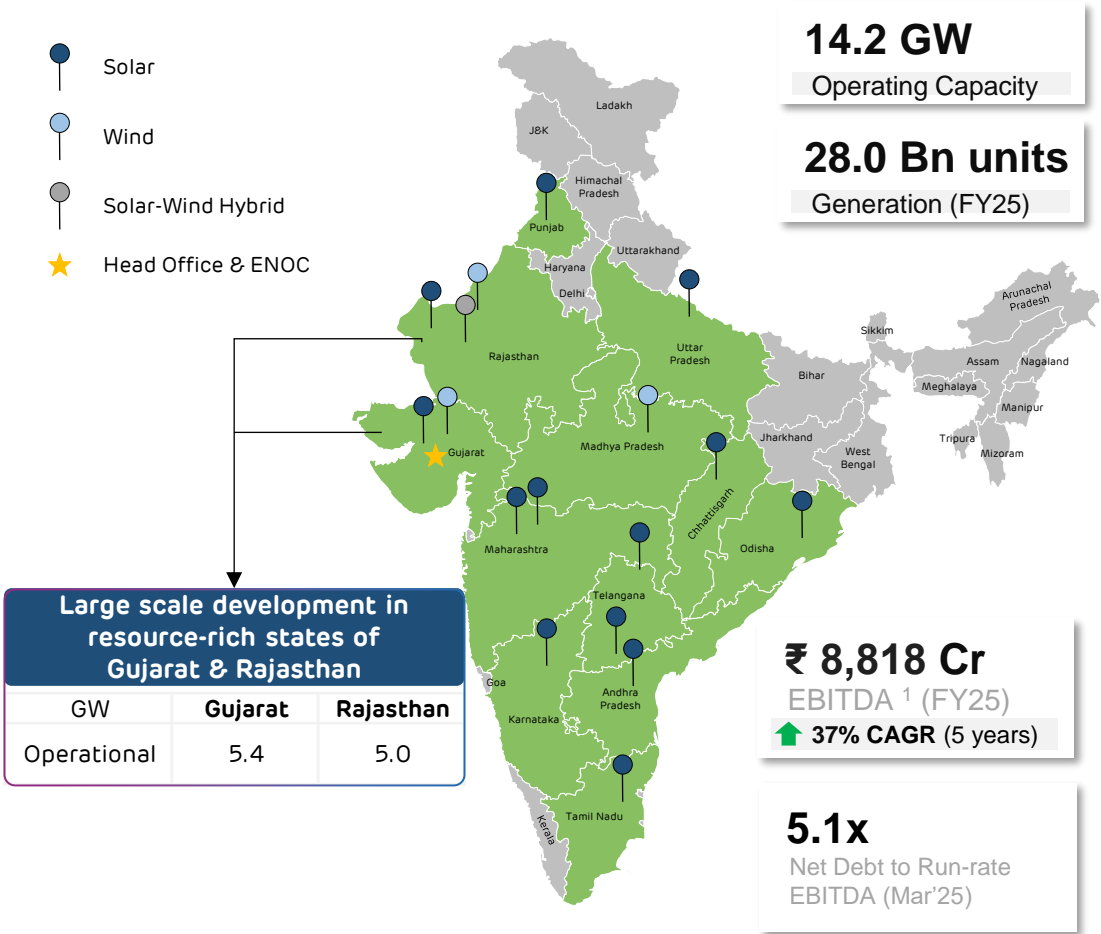 Solar
Wind
Solar-Wind Hybrid
Head Office & ENOC
14.2 GW
Operating Capacity
28.0 Bn units
Generation (FY25)
Ladakh
J&K
Himachal
Pradesh
Punjab
Uttarakhand
Haryana
Delhi
Arunachal
Pradesh
Sikkim
Rajasthan
Uttar
Pradesh
Assam
Nagaland
Bihar
Meghalaya
Manipur
Jharkhand
Tripura
Madhya Pradesh
Gujarat
West
Bengal
Mizoram
Chhattisgarh
Maharashtra
Odisha
Telangana
Large scale development in
resource-rich states of
Gujarat & Rajasthan
GW Gujarat Rajasthan
Operational 5.4 5.0
Goa
Andhra
Pradesh
Karnataka
Tamil Nadu
Kerala
₹ 8,818 Cr
EBITDA 1 (FY25)
37% CAGR (5 years)
5.1x
Net Debt to Run-rate
EBITDA (Mar'25)